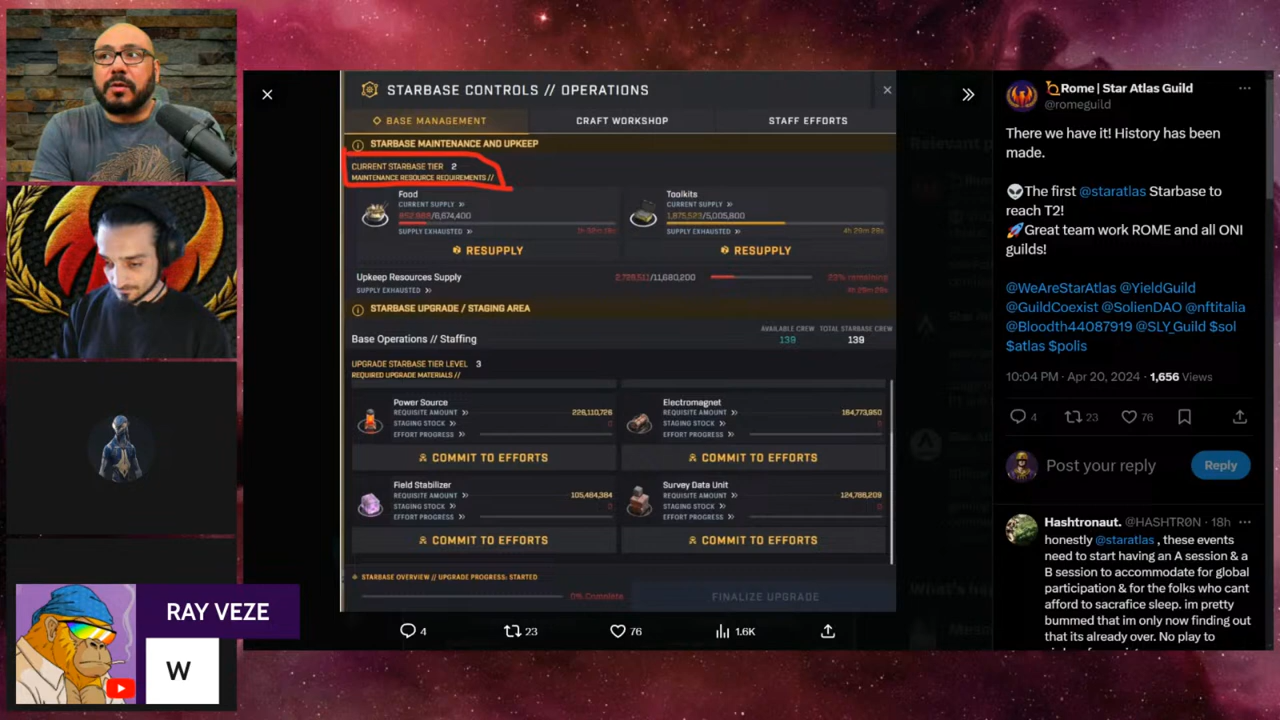 STARBASE CONTROLS // OPERATIONS
BASE MANAGEMENT
CRAFT WORKSHOP
STAFF EFFORTS
STARBASE MAINTENANCE AND UPKEEP
CURRENT STARBASE TIER 2
MAINTENANCE RESOURCE REQUIREMENTS //
Food
CURRENT SUPPLY
/6,674,400
SUPPLY EXHAUSTED
RESUPPLY
Toolkits
CURRENT SUPPLY
/5,005,800
SUPPLY EXHAUSTED
4h 29m 28s
RESUPPLY
Upkeep Resources Supply
/11,680,200
SUPPLY EXHAUSTED
STARBASE UPGRADE / STAGING AREA
Base Operations // Staffing
AVAILABLE CREW
139
TOTAL STARBASE CREW
139
UPGRADE STARBASE TIER LEVEL 3
REQUIRED UPGRADE MATERIALS //
Power Source
REQUISITE AMOUNT 226,110,726
STAGING STOCK 0
EFFORT PROGRESS
COMMIT TO EFFORTS
Electromagnet
REQUISITE AMOUNT 164,773,950
STAGING STOCK 0
EFFORT PROGRESS
COMMIT TO EFFORTS
Field Stabilizer
REQUISITE AMOUNT 105,484,384
STAGING STOCK 0
EFFORT PROGRESS
COMMIT TO EFFORTS
Survey Data Unit
REQUISITE AMOUNT 124,786,209
STAGING STOCK 0
EFFORT PROGRESS
COMMIT TO EFFORTS
STARBASE OVERVIEW // UPGRADE PROGRESS: STARTED
0% Complete
FINALIZE UPGRADE
4
23
76
1.6K
Rome | Star Atlas Guild
@romeguild
There we have it! History has been
made.
The first @staratlas Starbase to
reach T2!
Great team work ROME and all ONI
guilds!
@WeAreStarAtlas @YieldGuild
@GuildCoexist @SolienDAO @nftitalia
@Bloodth44087919 @SLY_Guild $sol
$atlas $polis
10:04 PM · Apr 20, 2024 · 1,656 Views
4
23
76
Post your reply
Reply
Hashtronaut. @HASHTR0N · 18h
honestly @staratlas , these events
need to start having an A session & a
B session to accommodate for global
participation & for the folks who cant
afford to sacrafice sleep. im pretty
bummed that im only now finding out
that its already over. No play to
RAY VEZE
W